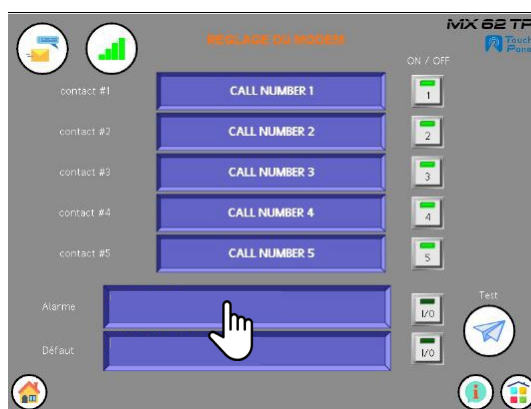 MX 62 TP
REGLAGE DU MODEM
Touch
Panel
ON / OFF
contact #1
CALL NUMBER 1
1
contact #2
CALL NUMBER 2
2
contact #3
CALL NUMBER 3
3
contact #4
CALL NUMBER 4
4
contact #5
CALL NUMBER 5
5
Alarme
I/O
Test
Défaut
I/O
i